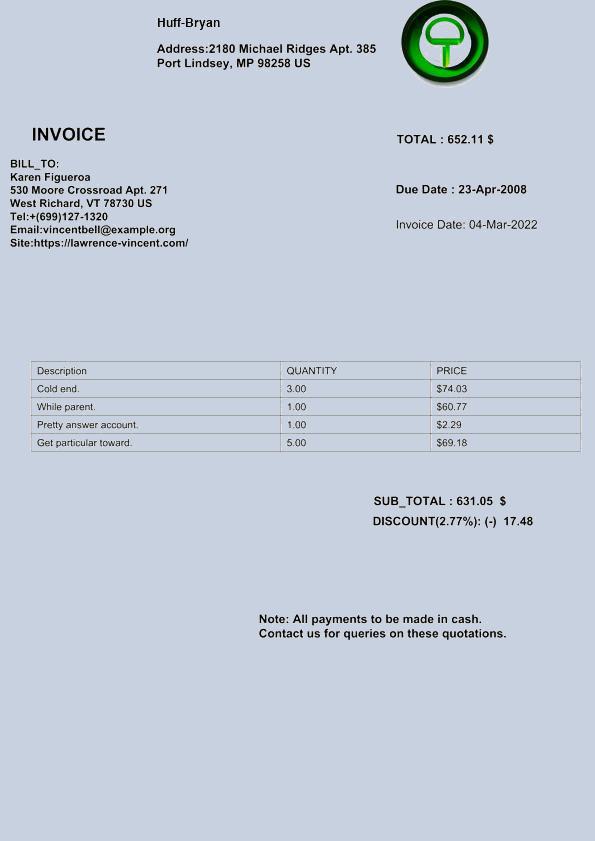 Huff-Bryan
Address:2180 Michael Ridges Apt. 385
Port Lindsey, MP 98258 US
INVOICE
TOTAL : 652.11 $
BILL_TO:
Karen Figueroa
530 Moore Crossroad Apt. 271
West Richard, VT 78730 US
Tel:+(699)127-1320
Email:vincentbell@example.org
Site:https://lawrence-vincent.com/
Due Date : 23-Apr-2008
Invoice Date: 04-Mar-2022
Description QUANTITY PRICE
Cold end. 3.00 $74.03
While parent. 1.00 $60.77
Pretty answer account. 1.00 $2.29
Get particular toward. 5.00 $69.18
SUB_TOTAL : 631.05 $
DISCOUNT(2.77%): (-) 17.48
Note: All payments to be made in cash.
Contact us for queries on these quotations.